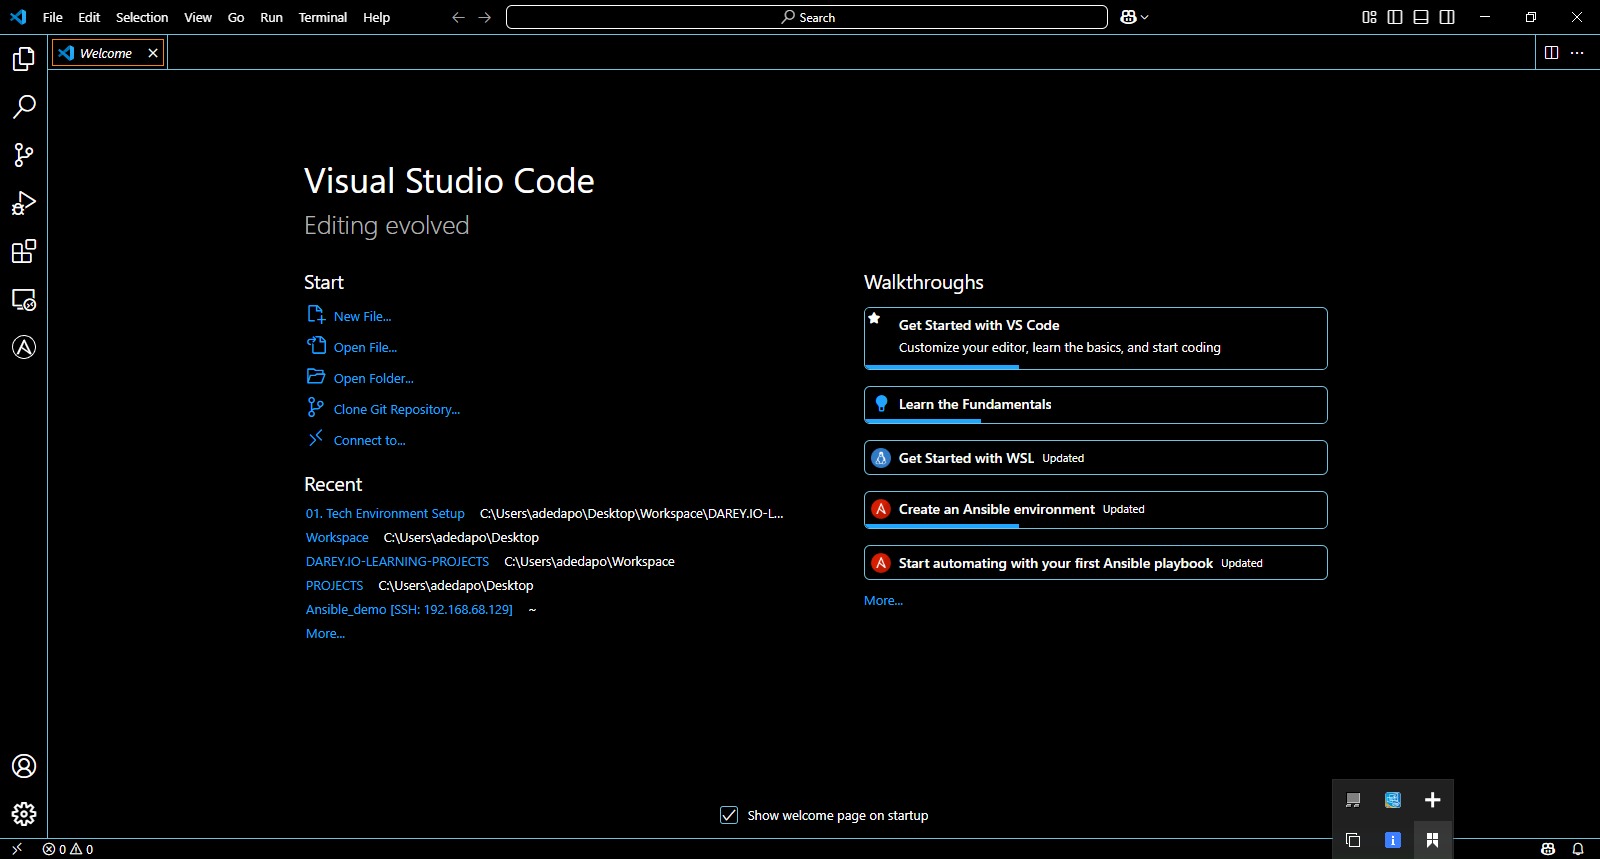 File Edit Selection View Go Run Terminal Help
Search
Welcome
Visual Studio Code
Editing evolved
Start
New File...
Open File...
Open Folder...
Clone Git Repository...
Connect to...
Recent
01. Tech Environment Setup C:\Users\adedapo\Desktop\Workspace\DAREY.IO-L...
Workspace C:\Users\adedapo\Desktop
DAREY.IO-LEARNING-PROJECTS C:\Users\adedapo\Workspace
PROJECTS C:\Users\adedapo\Desktop
Ansible_demo [SSH: 192.168.68.129] ~
More...
Walkthroughs
Get Started with VS Code
Customize your editor, learn the basics, and start coding
Learn the Fundamentals
Get Started with WSL Updated
Create an Ansible environment Updated
Start automating with your first Ansible playbook Updated
More...
Show welcome page on startup
0 0